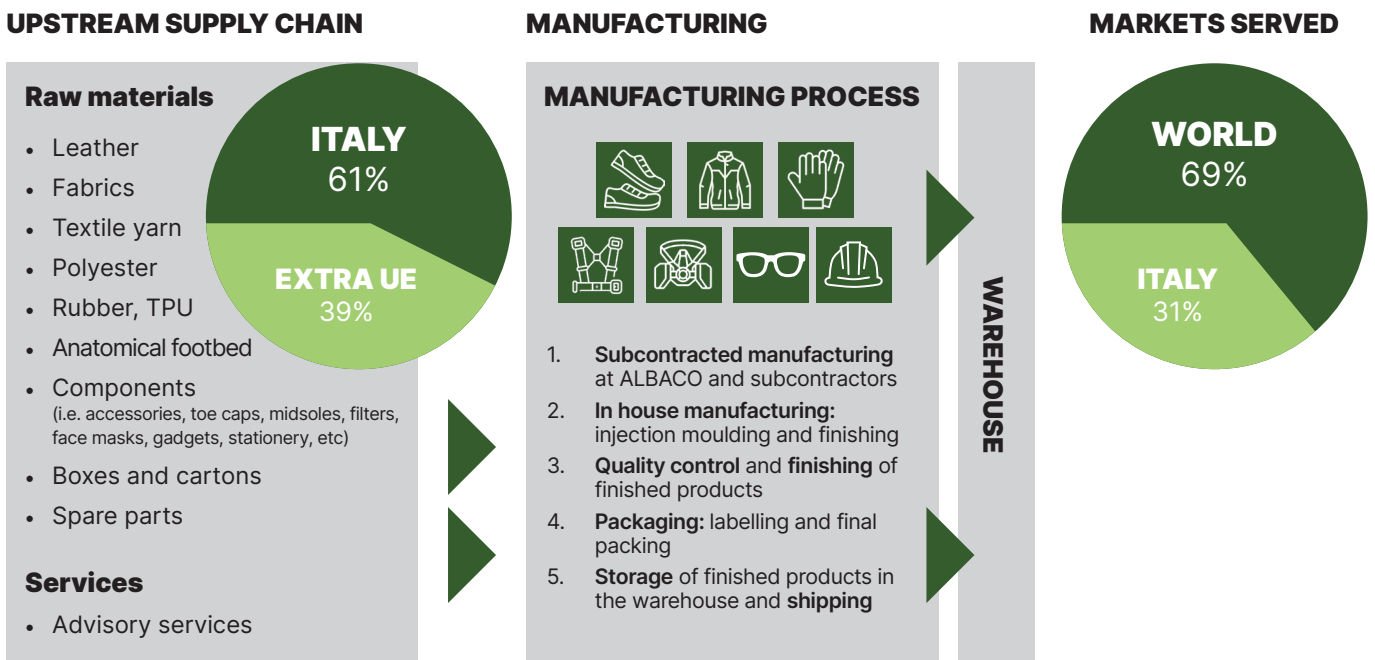 UPSTREAM SUPPLY CHAIN
Raw materials
• Leather
• Fabrics
• Textile yarn
• Polyester
• Rubber, TPU
• Anatomical footbed
• Components
(i.e. accessories, toe caps, midsoles, filters,
face masks, gadgets, stationery, etc)
• Boxes and cartons
• Spare parts
Services
• Advisory services
ITALY
61%
EXTRA UE
39%
MANUFACTURING
MANUFACTURING PROCESS
1. Subcontracted manufacturing
at ALBACO and subcontractors
2. In house manufacturing:
injection moulding and finishing
3. Quality control and finishing of
finished products
4. Packaging: labelling and final
packing
5. Storage of finished products in
the warehouse and shipping
WAREHOUSE
MARKETS SERVED
WORLD
69%
ITALY
31%